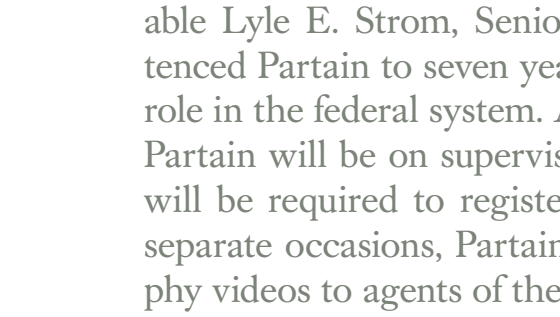 able Lyle E. Strom, Senio
tenced Partain to seven yea
role in the federal system.
Partain will be on supervis
will be required to registe
separate occasions, Partain
phy videos to agents of the